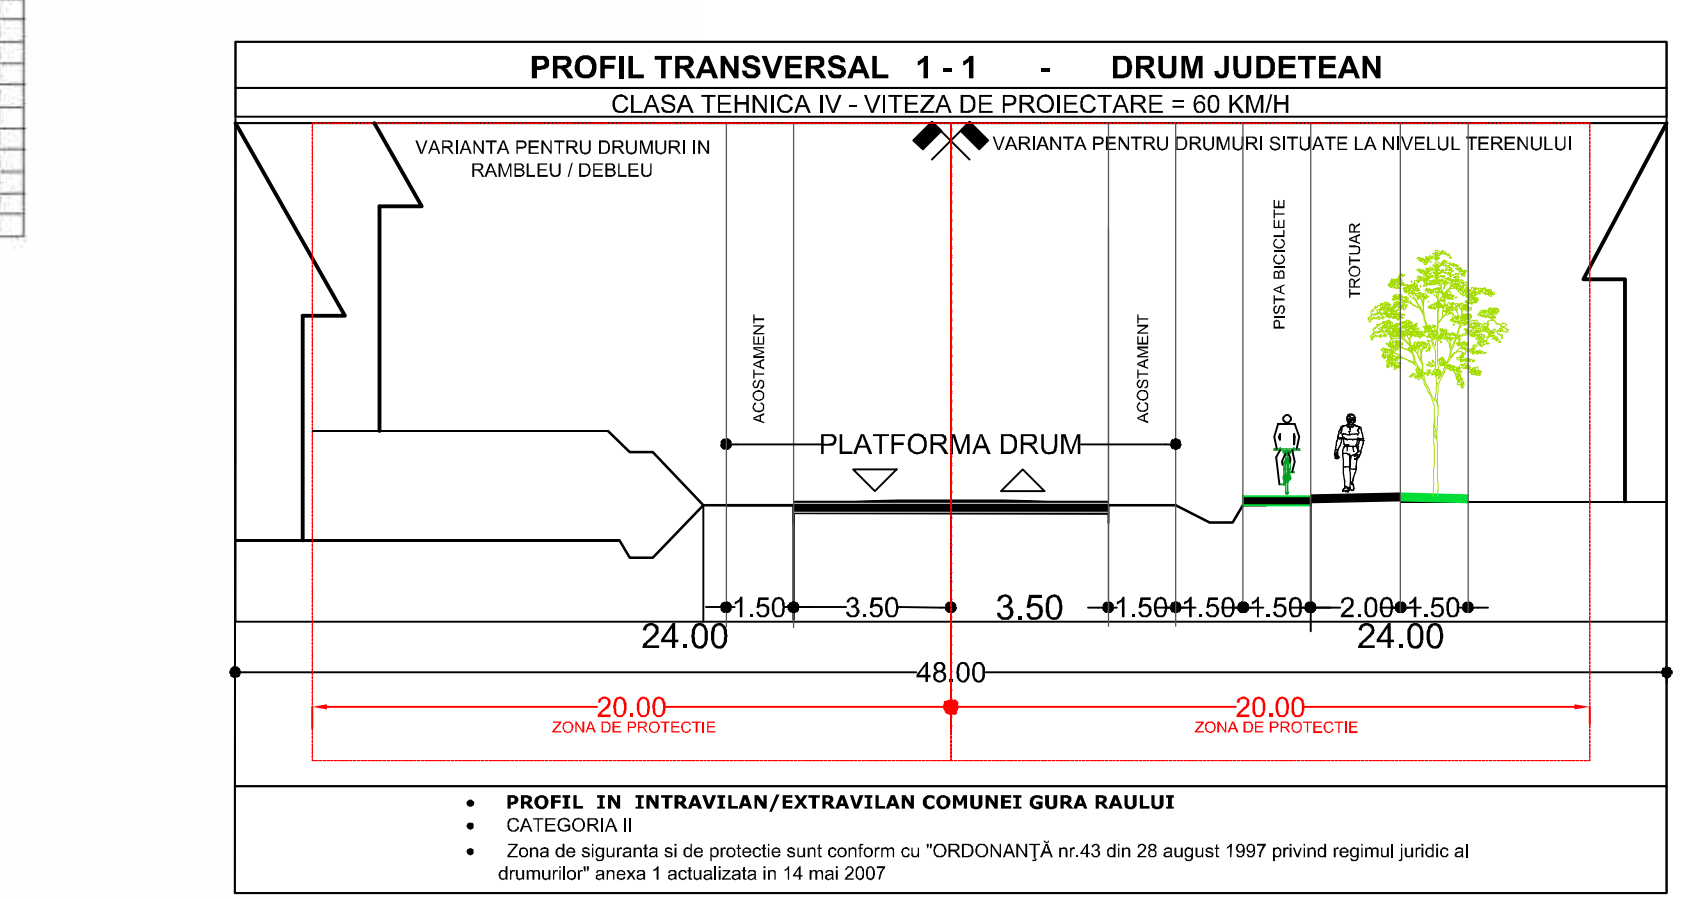 PROFIL TRANSVERSAL 1 - 1 - DRUM JUDETEAN
CLASA TEHNICA IV - VITEZA DE PROIECTARE = 60 KM/H
VARIANTA PENTRU DRUMURI IN
RAMBLEU / DEBLEU
VARIANTA PENTRU DRUMURI SITUATE LA NIVELUL TERENULUI
ACOSTAMENT
ACOSTAMENT
PISTA BICICLETE
TROTUAR
PLATFORMA DRUM
1.50 3.50 3.50 1.50 1.50 1.50 2.00 1.50
24.00 24.00
48.00
20.00 20.00
ZONA DE PROTECTIE ZONA DE PROTECTIE
• PROFIL IN INTRAVILAN/EXTRAVILAN COMUNEI GURA RAULUI
• CATEGORIA II
• Zona de siguranta si de protectie sunt conform cu "ORDONANŢĂ nr.43 din 28 august 1997 privind regimul juridic al
drumurilor" anexa 1 actualizata in 14 mai 2007